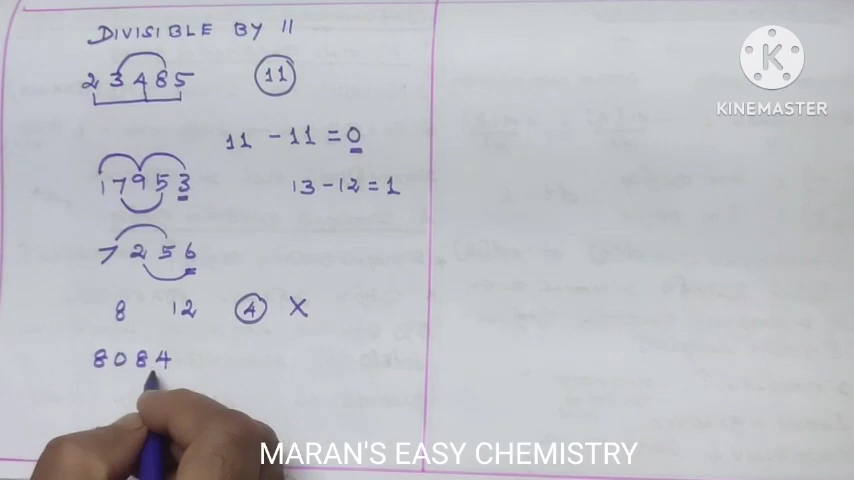 DIVISIBLE BY 11
23485 11
11 - 11 = 0
17953 13 - 12 = 1
7256
8 12 4 X
8084
K
KINEMASTER
MARAN'S EASY CHEMISTRY